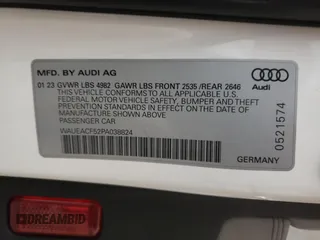 MFD. BY AUDI AG
01 23 GVWR LBS 4982 GAWR LBS FRONT 2535 /REAR 2646
THIS VEHICLE CONFORMS TO ALL APPLICABLE U.S.
FEDERAL MOTOR VEHICLE SAFETY, BUMPER AND THEFT
PREVENTION STANDARDS IN EFFECT ON THE DATE OF
MANUFACTURE SHOWN ABOVE.
PASSENGER CAR
WAUEACF52PA038824
Audi
0521574
GERMANY
DREAMBID